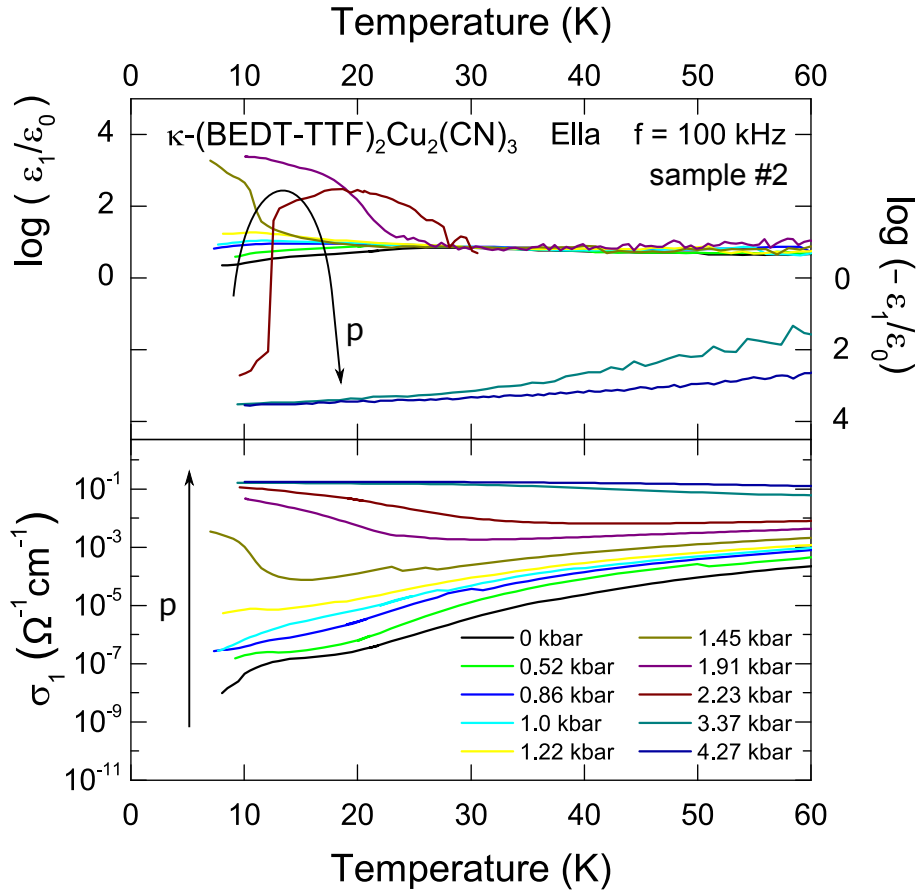 Temperature (K)
0 10 20 30 40 50 60
κ-(BEDT-TTF)₂Cu₂(CN)₃ Ella f = 100 kHz
sample #2
log (ε₁/ε₀)
4
2
0
log (- ε₁/ε₀)
0
2
4
p
σ₁ (Ω⁻¹cm⁻¹)
10⁻¹
10⁻³
10⁻⁵
10⁻⁷
10⁻⁹
10⁻¹¹
p
0 kbar
0.52 kbar
0.86 kbar
1.0 kbar
1.22 kbar
1.45 kbar
1.91 kbar
2.23 kbar
3.37 kbar
4.27 kbar
0 10 20 30 40 50 60
Temperature (K)